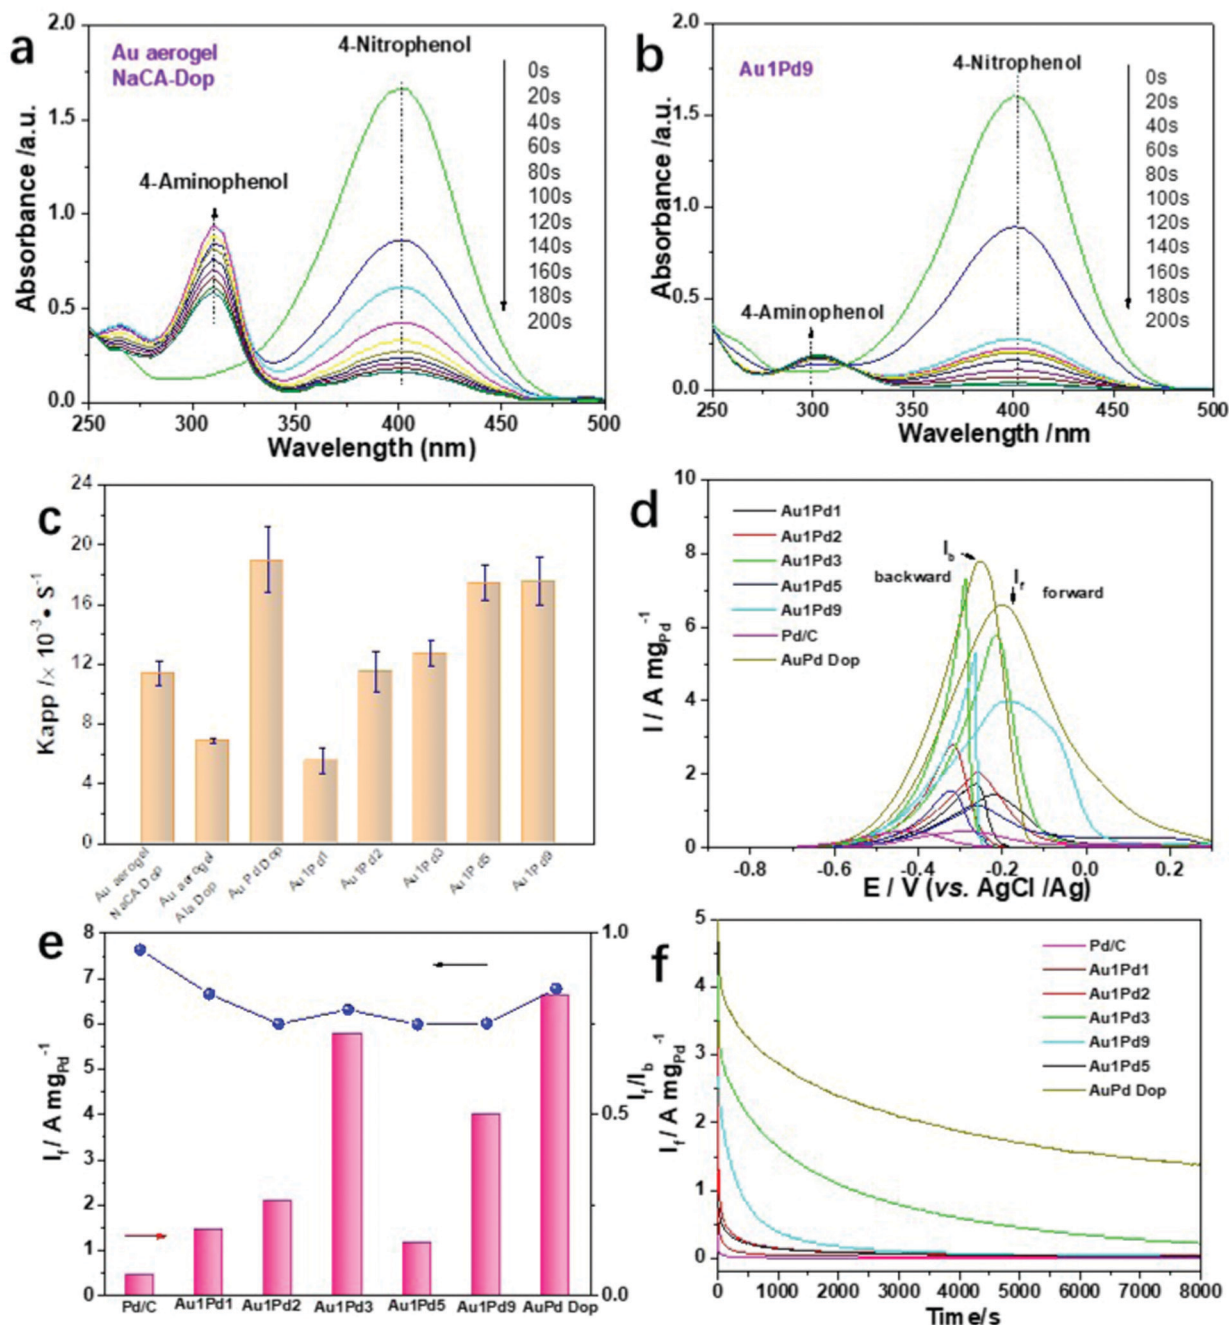 a
Au aerogel
NaCA-Dop
4-Nitrophenol
4-Aminophenol
0s
20s
40s
60s
80s
100s
120s
140s
160s
180s
200s
2.0
1.5
1.0
0.5
0.0
Absorbance /a.u.
250 300 350 400 450 500
Wavelength (nm)
b
Au1Pd9
4-Nitrophenol
4-Aminophenol
0s
20s
40s
60s
80s
100s
120s
140s
160s
180s
200s
2.0
1.5
1.0
0.5
0.0
Absorbance /a.u.
250 300 350 400 450 500
Wavelength /nm
c
24
20
16
12
8
4
0
Kapp /× 10⁻³ • S⁻¹
Au aerogel
NaCA Dop
Au aerogel
Ala Dop
Au Pd Dop
Au1Pd1
Au1Pd2
Au1Pd3
Au1Pd5
Au1Pd9
d
Au1Pd1
Au1Pd2
Au1Pd3
Au1Pd5
Au1Pd9
Pd/C
AuPd Dop
I_b
backward
I_f
forward
10
8
6
4
2
0
I / A mg_Pd⁻¹
-0.8 -0.6 -0.4 -0.2 0.0 0.2
E / V (vs. AgCl /Ag)
e
8
7
6
5
4
3
2
1
0
I_f / A mg_Pd⁻¹
1.0
0.5
0.0
I_f/I_b
Pd/C Au1Pd1 Au1Pd2 Au1Pd3 Au1Pd5 Au1Pd9 AuPd Dop
f
Pd/C
Au1Pd1
Au1Pd2
Au1Pd3
Au1Pd9
Au1Pd5
AuPd Dop
5
4
3
2
1
0
I_f / A mg_Pd⁻¹
0 1000 2000 3000 4000 5000 6000 7000 8000
Time/s